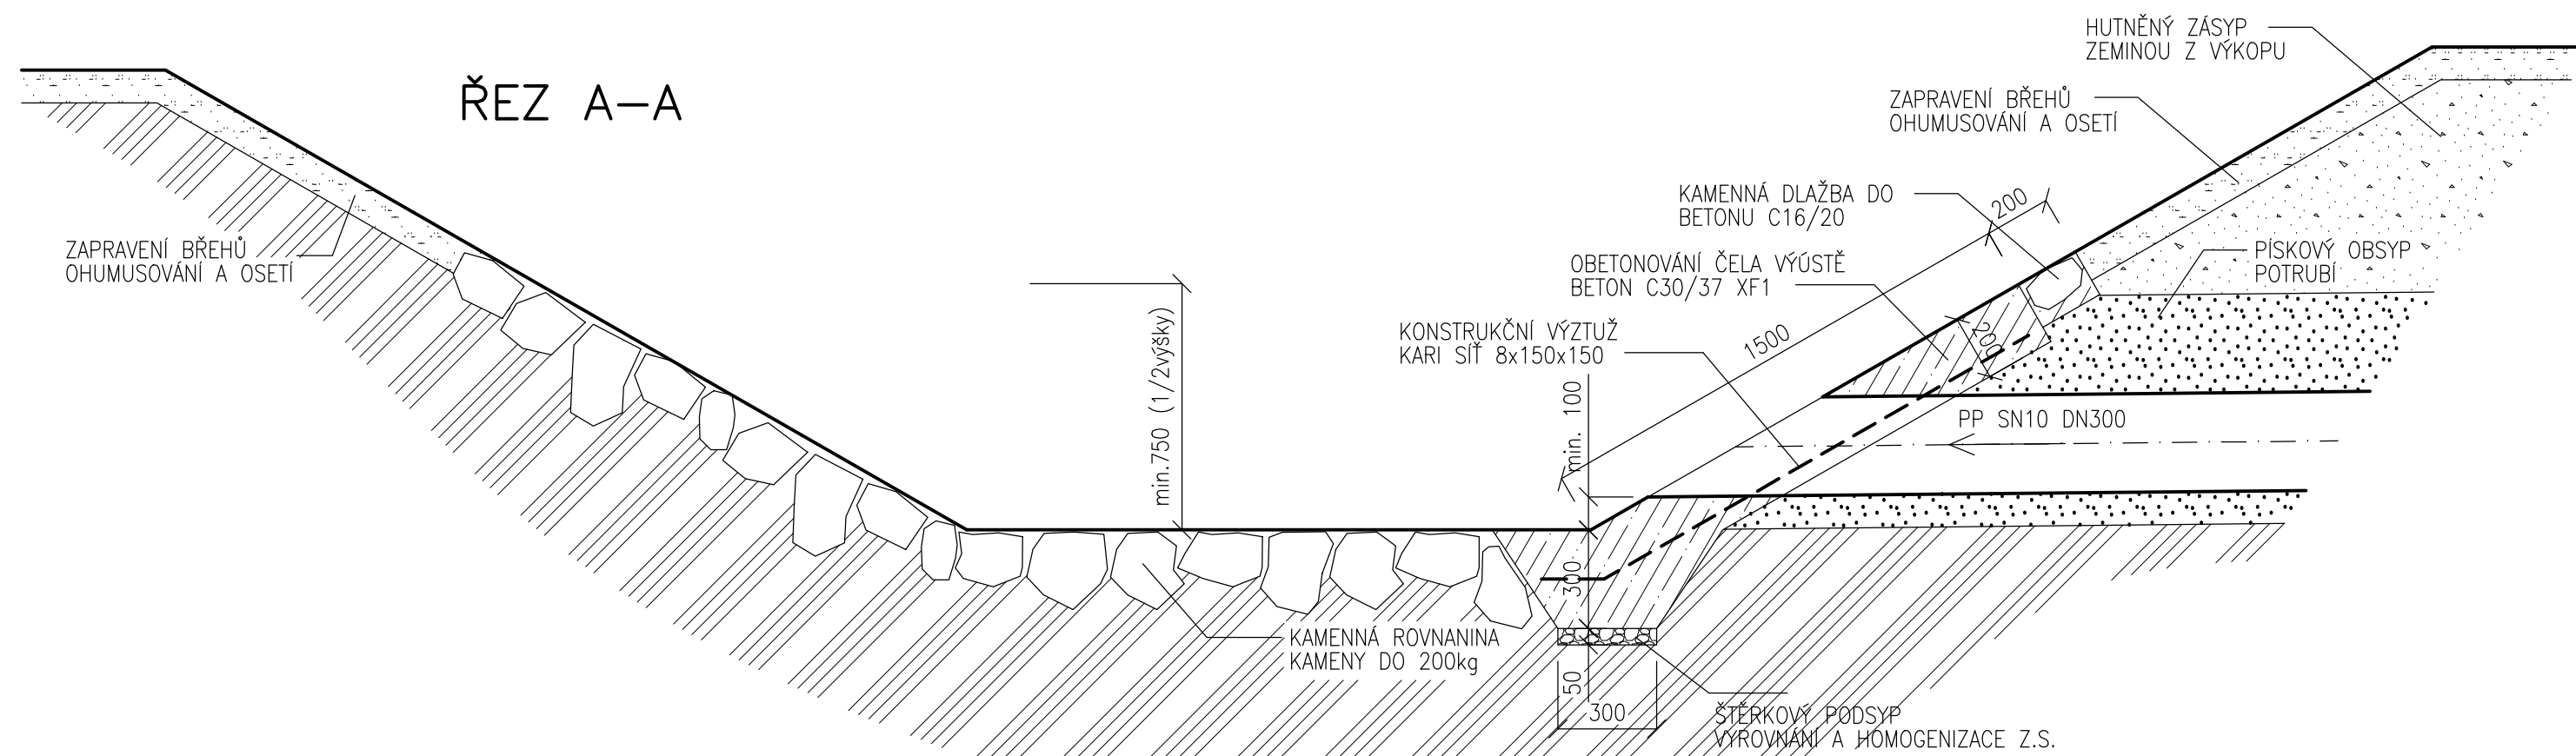 ŘEZ A–A
HUTNĚNÝ ZÁSYP
ZEMINOU Z VÝKOPU
ZAPRAVENÍ BŘEHŮ
OHUMUSOVÁNÍ A OSETÍ
KAMENNÁ DLAŽBA DO
BETONU C16/20
200
ZAPRAVENÍ BŘEHŮ
OHUMUSOVÁNÍ A OSETÍ
OBETONOVÁNÍ ČELA VÝÚSTĚ
BETON C30/37 XF1
PÍSKOVÝ OBSYP
POTRUBÍ
KONSTRUKČNÍ VÝZTUŽ
KARI SÍŤ 8x150x150
1500
200
min.750 (1/2výšky)
min. 100
PP SN10 DN300
300
KAMENNÁ ROVNANINA
KAMENY DO 200kg
50
300
ŠTĚRKOVÝ PODSYP
VYROVNÁNÍ A HOMOGENIZACE Z.S.